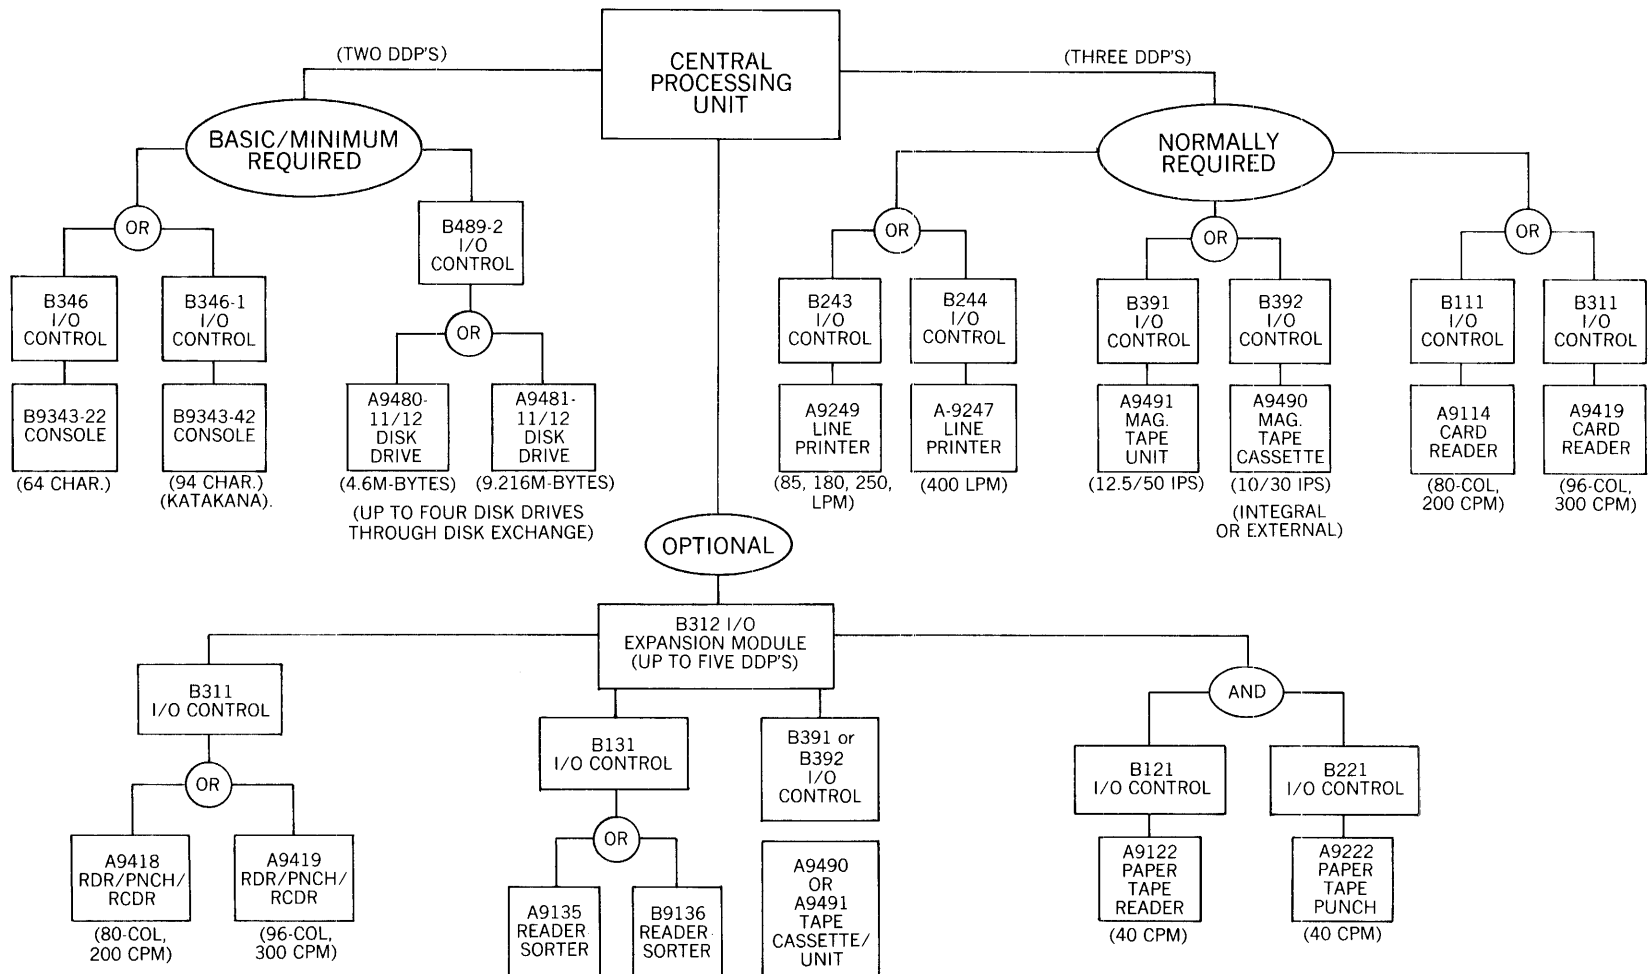 CENTRAL
PROCESSING
UNIT
(TWO DDP'S)
(THREE DDP'S)
BASIC/MINIMUM
REQUIRED
NORMALLY
REQUIRED
OR
B489-2
I/O
CONTROL
OR
OR
OR
B346
I/O
CONTROL
B346-1
I/O
CONTROL
OR
B243
I/O
CONTROL
B244
I/O
CONTROL
B391
I/O
CONTROL
B392
I/O
CONTROL
B111
I/O
CONTROL
B311
I/O
CONTROL
B9343-22
CONSOLE
B9343-42
CONSOLE
A9480-
11/12
DISK
DRIVE
A9481-
11/12
DISK
DRIVE
A9249
LINE
PRINTER
A-9247
LINE
PRINTER
A9491
MAG.
TAPE
UNIT
A9490
MAG.
TAPE
CASSETTE
A9114
CARD
READER
A9419
CARD
READER
(64 CHAR.)
(94 CHAR.)
(KATAKANA).
(4.6M-BYTES)
(9.216M-BYTES)
(UP TO FOUR DISK DRIVES
THROUGH DISK EXCHANGE)
(85, 180, 250,
LPM)
(400 LPM)
(12.5/50 IPS)
(10/30 IPS)
(INTEGRAL
OR EXTERNAL)
(80-COL,
200 CPM)
(96-COL,
300 CPM)
OPTIONAL
B312 I/O
EXPANSION MODULE
(UP TO FIVE DDP'S)
B311
I/O CONTROL
OR
A9418
RDR/PNCH/
RCDR
A9419
RDR/PNCH/
RCDR
(80-COL,
200 CPM)
(96-COL,
300 CPM)
B131
I/O CONTROL
OR
A9135
READER
SORTER
B9136
READER-
SORTER
B391 or
B392
I/O
CONTROL
A9490
OR
A9491
TAPE
CASSETTE/
UNIT
AND
B121
I/O CONTROL
B221
I/O CONTROL
A9122
PAPER
TAPE
READER
A9222
PAPER
TAPE
PUNCH
(40 CPM)
(40 CPM)